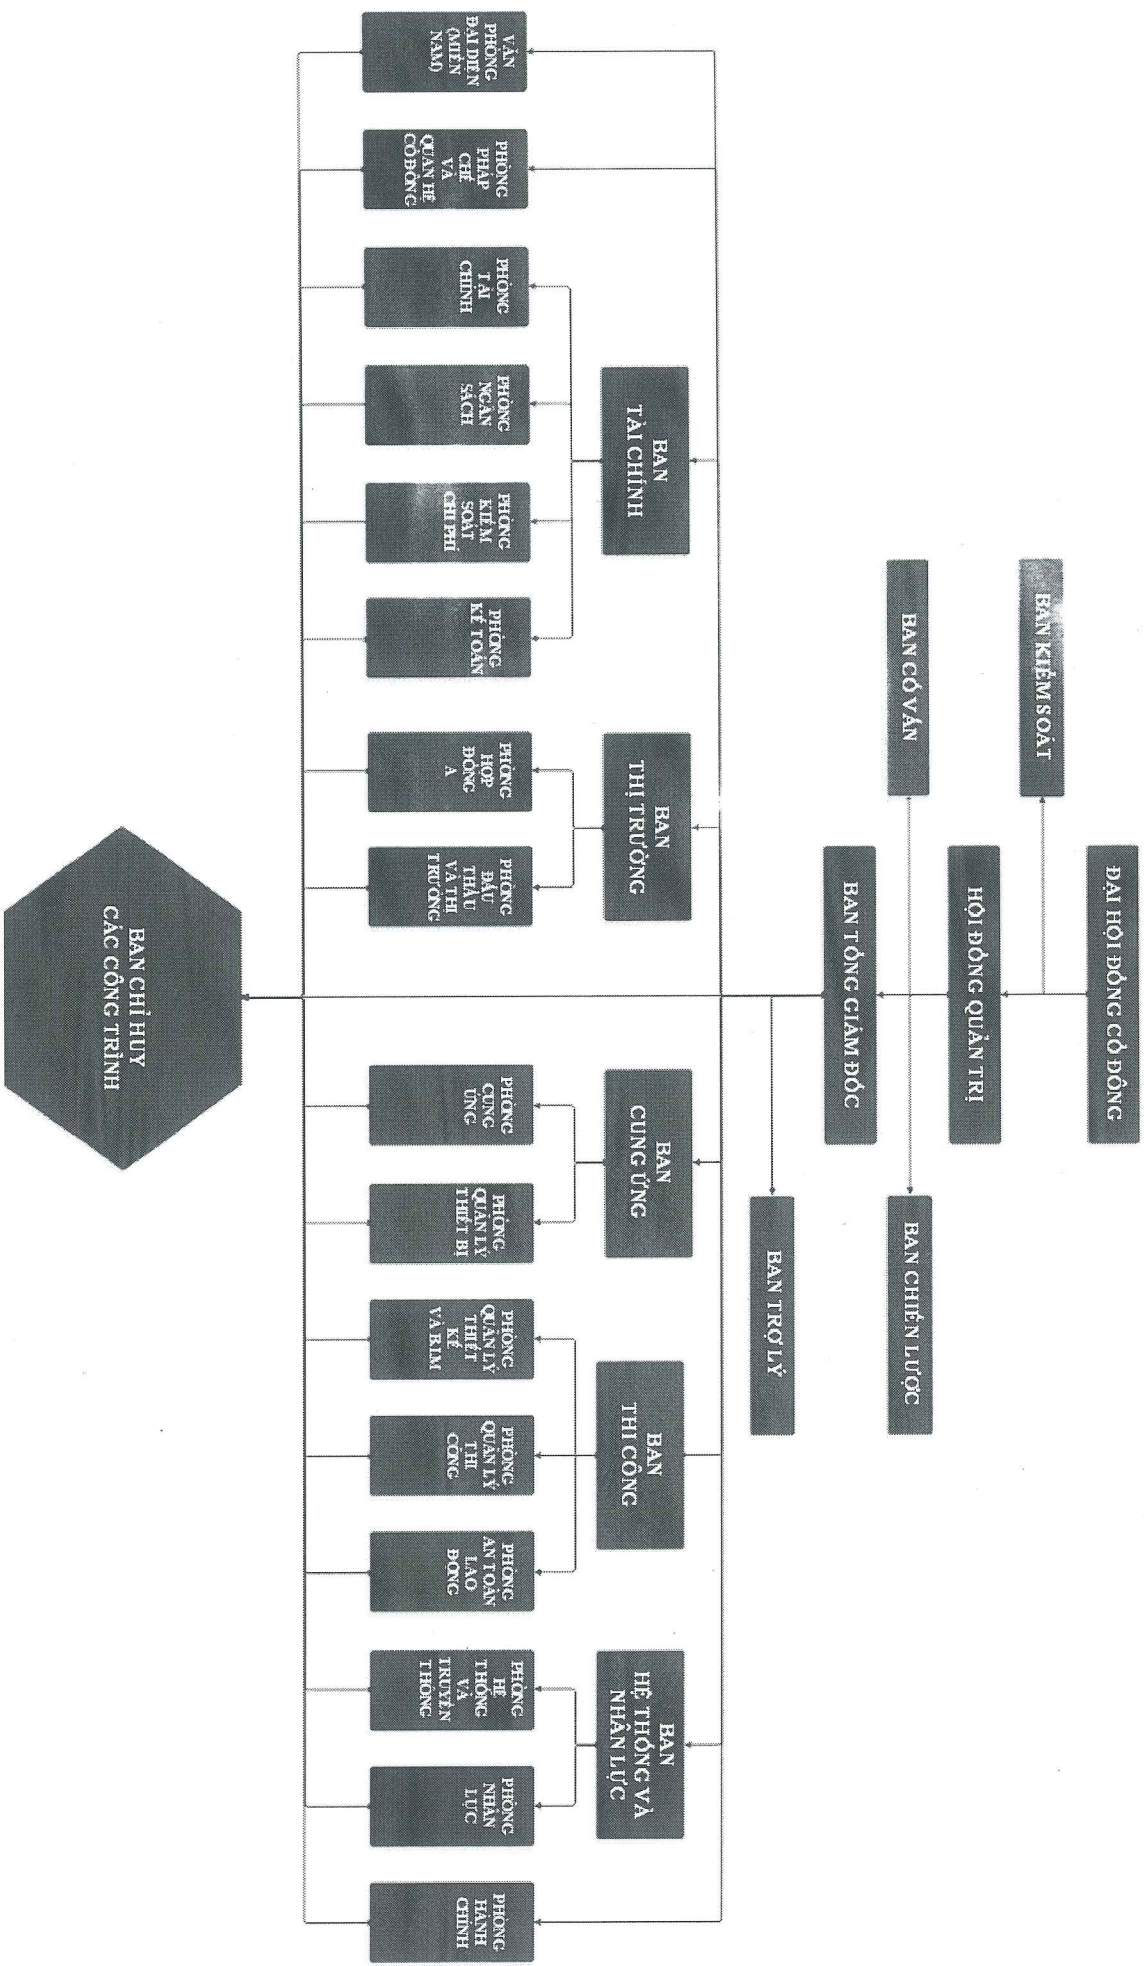 ĐẠI HỘI ĐỒNG CỔ ĐÔNG
BAN KIỂM SOÁT
HỘI ĐỒNG QUẢN TRỊ
BAN CỐ VẤN
BAN CHIẾN LƯỢC
BAN TỔNG GIÁM ĐỐC
BAN TRỢ LÝ
BAN
TÀI CHÍNH
BAN
THỊ TRƯỜNG
BAN
CUNG ỨNG
BAN
THI CÔNG
BAN
HỆ THỐNG VÀ
NHÂN LỰC
VĂN
PHÒNG
ĐẠI DIỆN
(MIỀN
NAM)
PHÒNG
PHÁP
CHẾ
VÀ
QUAN HỆ
CỔ ĐÔNG
PHÒNG
TÀI
CHÍNH
PHÒNG
NGÂN
SÁCH
PHÒNG
KIỂM
SOÁT
CHI PHÍ
PHÒNG
KẾ TOÁN
PHÒNG
HỢP
ĐỒNG
A
PHÒNG
ĐẤU
THẦU
VÀ THỊ
TRƯỜNG
PHÒNG
CUNG
ỨNG
PHÒNG
QUẢN LÝ
THIẾT BỊ
PHÒNG
QUẢN LÝ
THIẾT
KẾ
VÀ BIM
PHÒNG
QUẢN LÝ
THI
CÔNG
PHÒNG
AN TOÀN
LAO
ĐỘNG
PHÒNG
HỆ
THỐNG
VÀ
TRUYỀN
THÔNG
PHÒNG
NHÂN
LỰC
PHÒNG
HÀNH
CHÍNH
BAN CHỈ HUY
CÁC CÔNG TRÌNH